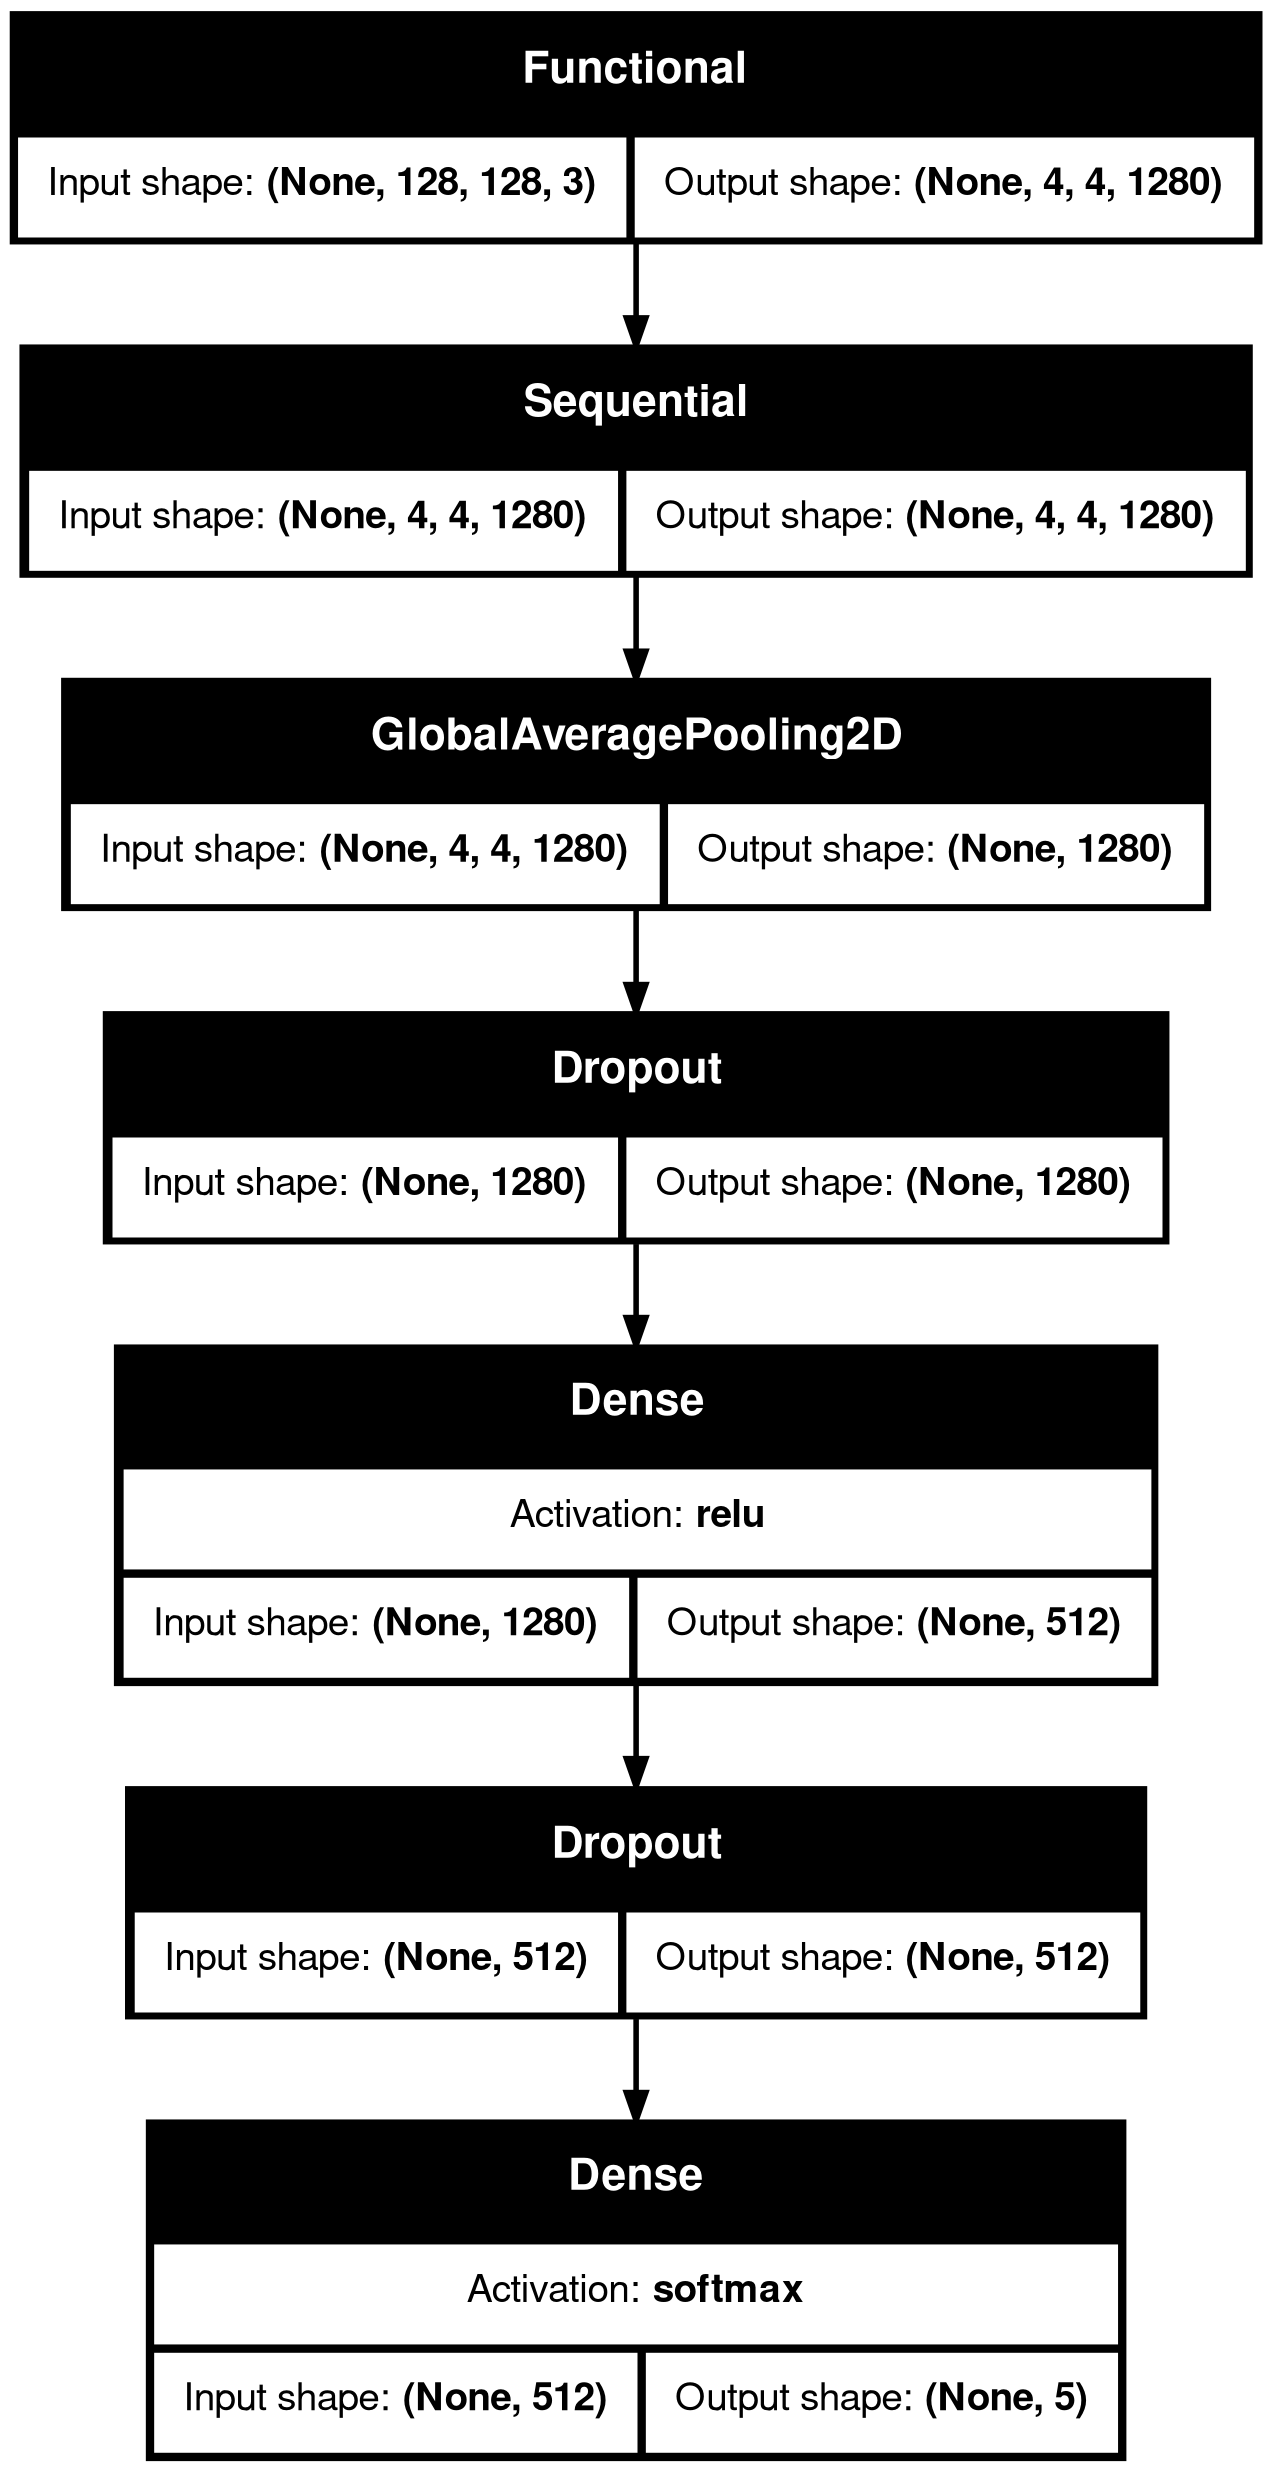 Functional
Input shape: (None, 128, 128, 3) Output shape: (None, 4, 4, 1280)
Sequential
Input shape: (None, 4, 4, 1280) Output shape: (None, 4, 4, 1280)
GlobalAveragePooling2D
Input shape: (None, 4, 4, 1280) Output shape: (None, 1280)
Dropout
Input shape: (None, 1280) Output shape: (None, 1280)
Dense
Activation: relu
Input shape: (None, 1280) Output shape: (None, 512)
Dropout
Input shape: (None, 512) Output shape: (None, 512)
Dense
Activation: softmax
Input shape: (None, 512) Output shape: (None, 5)